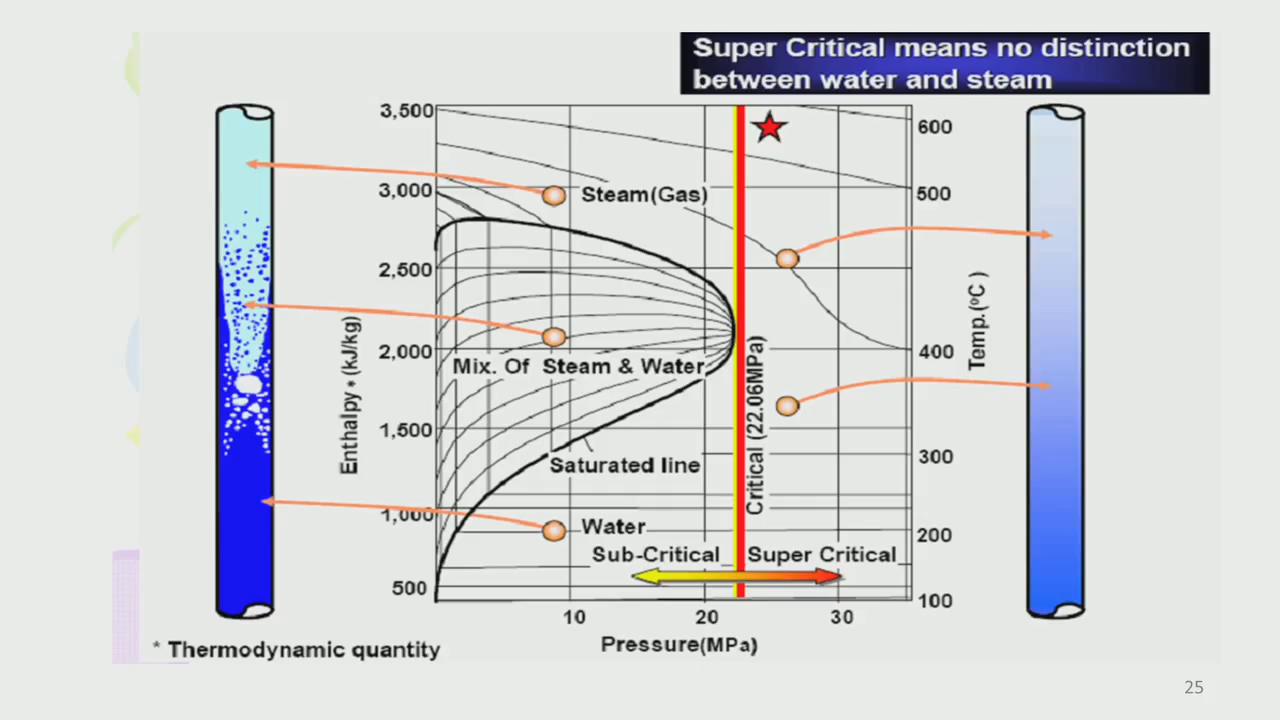 Super Critical means no distinction
between water and steam
3,500
3,000
2,500
2,000
1,500
1,000
500
Enthalpy * (kJ/kg)
Steam(Gas)
Mix. Of Steam & Water
Saturated line
Water
Sub-Critical
Super Critical
Critical (22.06MPa)
600
500
400
300
200
100
Temp.(ºC )
10
20
30
Pressure(MPa)
* Thermodynamic quantity
25